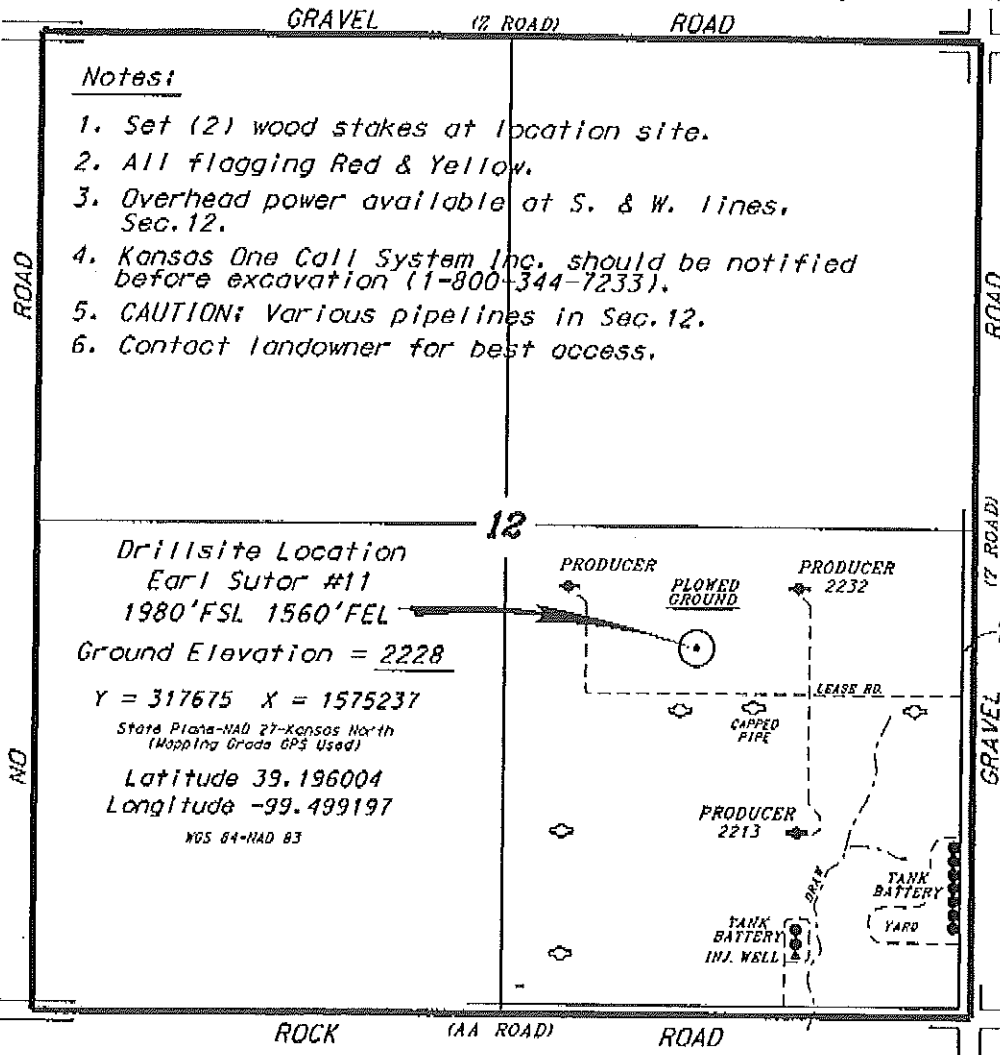 GRAVEL (Z ROAD) ROAD
Notes:
1. Set (2) wood stakes at location site.
2. All flagging Red & Yellow.
3. Overhead power available at S. & W. lines,
Sec. 12.
4. Kansas One Call System Inc. should be notified
before excavation (1-800-344-7233).
5. CAUTION: Various pipelines in Sec. 12.
6. Contact landowner for best access.
ROAD
ROAD
12
Drillsite Location
Earl Sutor #11
1980'FSL 1560'FEL
Ground Elevation = 2228
Y = 317675 X = 1575237
State Plane-NAD 27-Kansas North
(Mapping Grade GPS Used)
Latitude 39.196004
Longitude -99.499197
WGS 84-NAD 83
NO
PRODUCER
PLOWED
GROUND
PRODUCER
2232
LEASE RD.
CAPPED
PIPE
PRODUCER
2213
DRAW
TANK
BATTERY
YARD
TANK
BATTERY
INJ. WELL
ROAD)
GRAVEL
ROCK (AA ROAD) ROAD